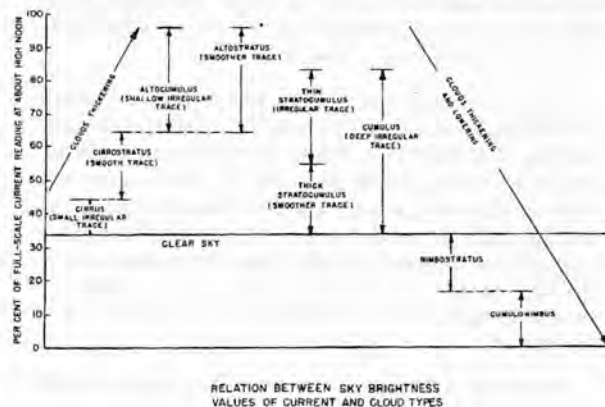 PER CENT OF FULL-SCALE CURRENT READING AT ABOUT HIGH NOON
100
90
80
70
60
50
40
30
20
10
0
CLOUDS THICKENING
ALTOCUMULUS
(SHALLOW IRREGULAR
TRACE)
ALTOSTRATUS
(SMOOTHER TRACE)
CIRROSTRATUS
(SMOOTH TRACE)
CIRRUS
(SMALL IRREGULAR
TRACE)
THIN
STRATOCUMULUS
(IRREGULAR TRACE)
THICK
STRATOCUMULUS
(SMOOTHER TRACE)
CUMULUS
(DEEP IRREGULAR
TRACE)
CLOUDS THICKENING
AND LOWERING
CLEAR SKY
NIMBOSTRATUS
CUMULONIMBUS
RELATION BETWEEN SKY BRIGHTNESS
VALUES OF CURRENT AND CLOUD TYPES